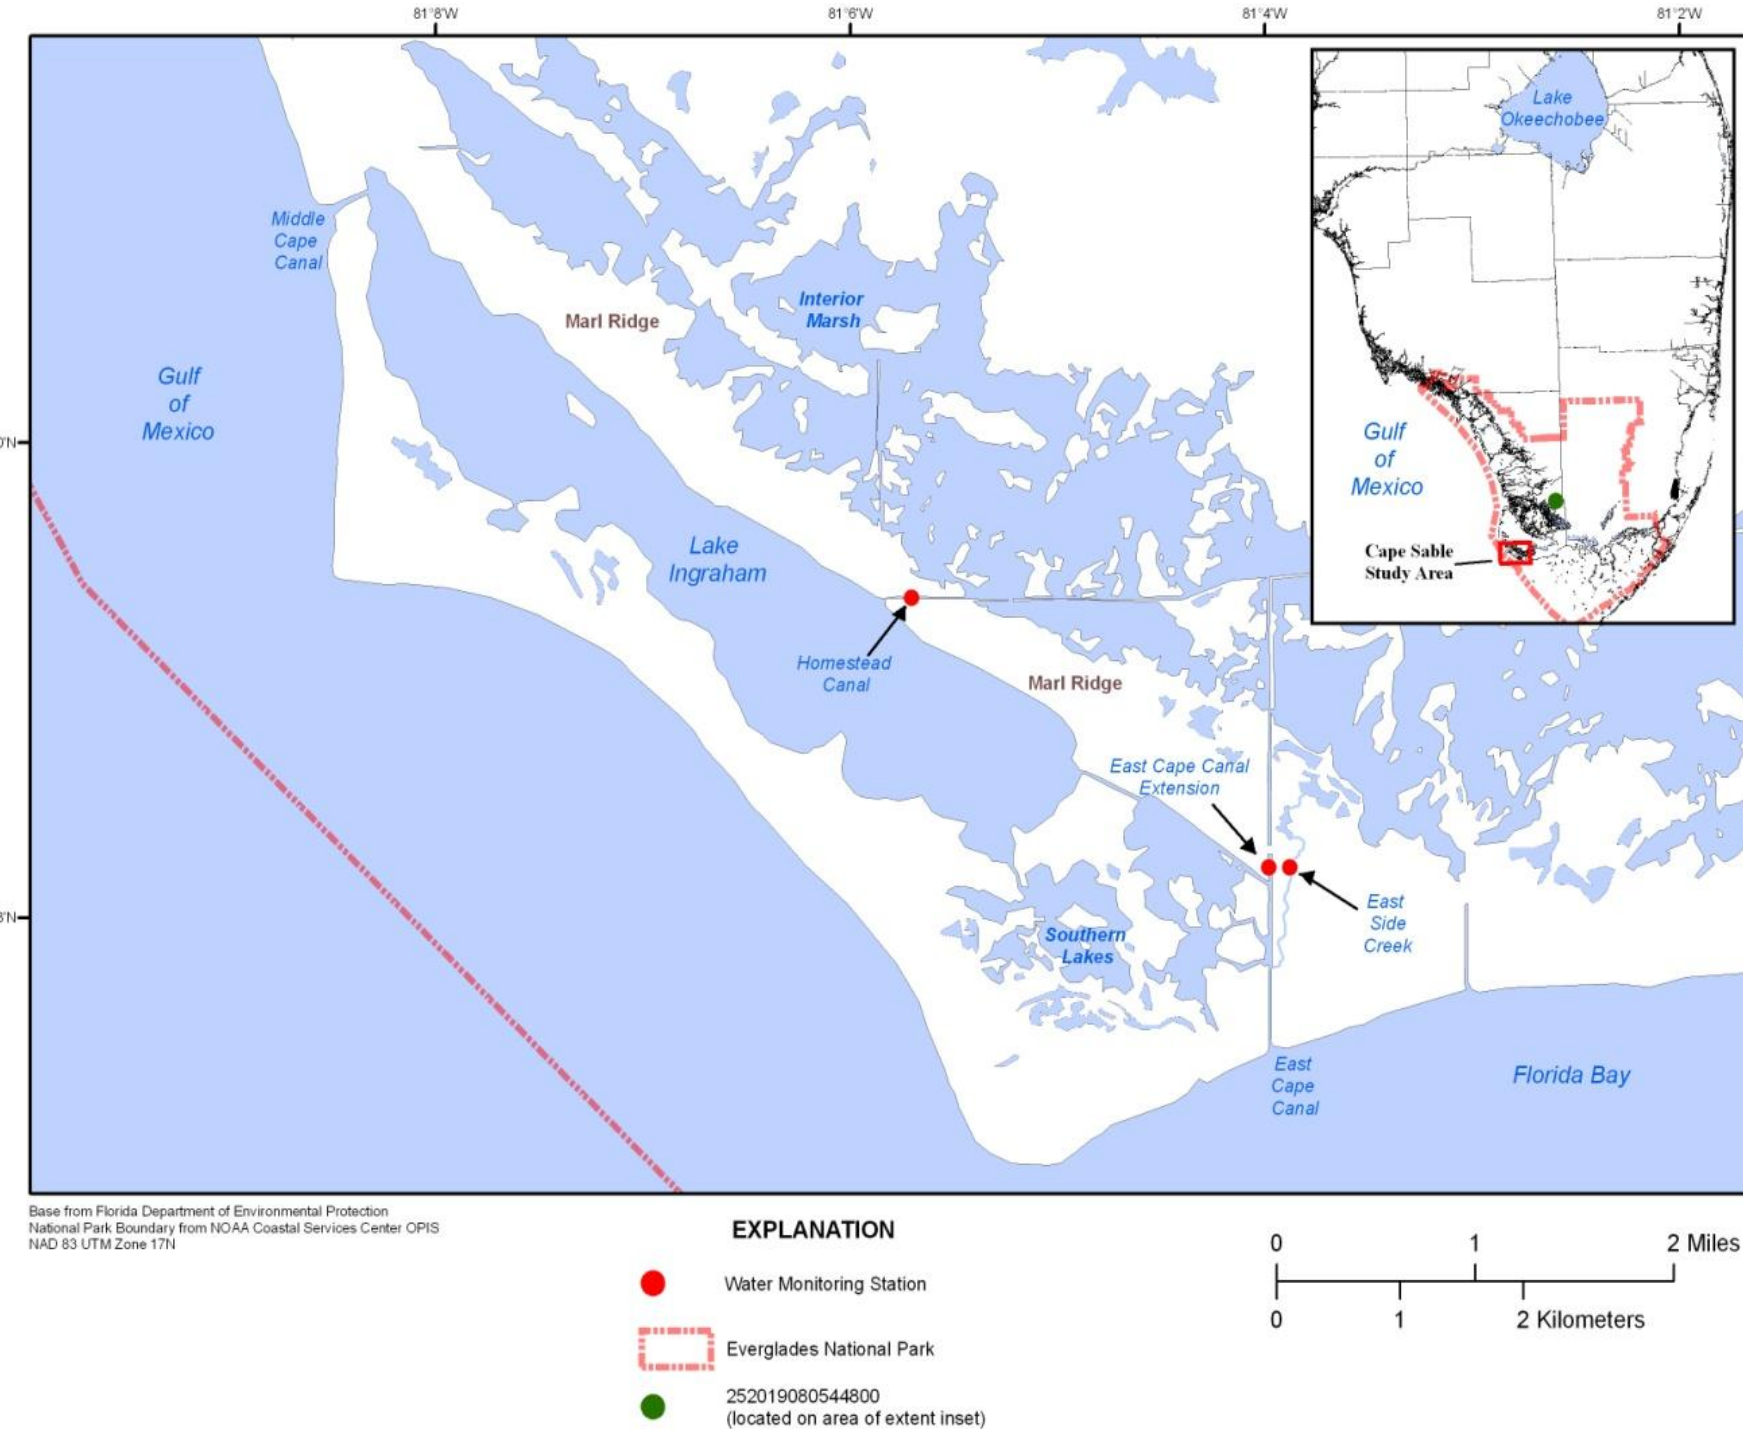 81°8'W
81°6'W
81°4'W
81°2'W
Lake
Okeechobee
Middle
Cape
Canal
Interior
Marsh
Marl Ridge
Gulf
of
Mexico
Gulf
of
Mexico
0'N
Cape Sable
Study Area
Lake
Ingraham
Homestead
Canal
Marl Ridge
East Cape Canal
Extension
East
Side
Creek
8'N
Southern
Lakes
East
Cape
Canal
Florida Bay
Base from Florida Department of Environmental Protection
National Park Boundary from NOAA Coastal Services Center OPIS
NAD 83 UTM Zone 17N
EXPLANATION
Water Monitoring Station
Everglades National Park
252019080544800
(located on area of extent inset)
0 1 2 Miles
0 1 2 Kilometers